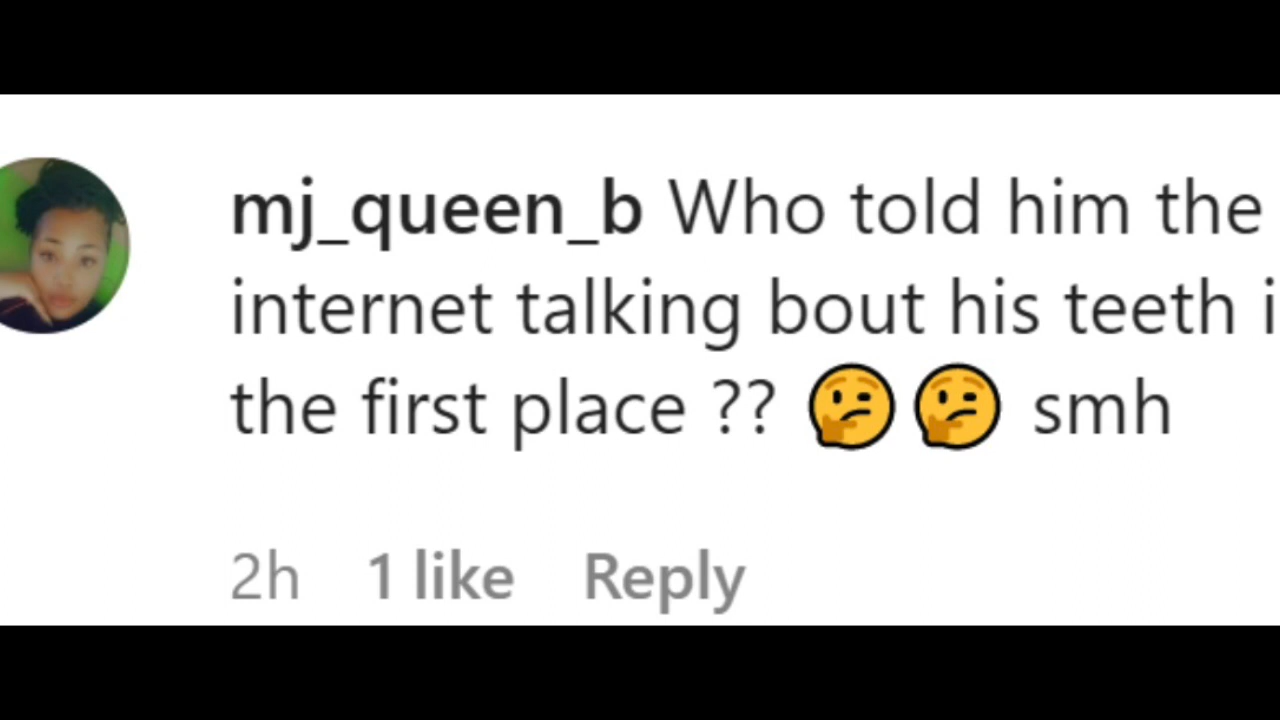 mj_queen_b Who told him the
internet talking bout his teeth i
the first place ?? 🤔🤔 smh
2h 1 like Reply